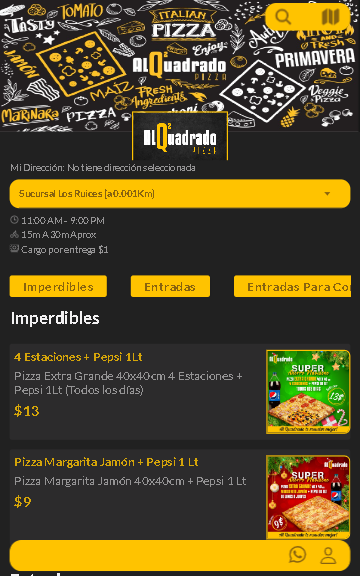 TOMATO
ITALIAN
PIZZA
TASTY
Enjoy!
KITCHEN
AND
FRESH
PRIMAVERA
AlQuadrado
PIZZA
MAIZ
FRESH
Ingredients
Veggie
Pizza
MARINARA
PIZZA
AlQuadrado
PIZZA
Mi Dirección: No tiene dirección seleccionada
Sucursal Los Ruices (a 0.001Km)
11:00 AM - 9:00 PM
15m A 30m Aprox
Cargo por entrega $1
Imperdibles
Entradas
Entradas Para Co
Imperdibles
4 Estaciones + Pepsi 1Lt
Pizza Extra Grande 40x40cm 4 Estaciones +
Pepsi 1Lt (Todos los días)
$13
AlQuadrado
SUPER
13$
Pizza Margarita Jamón + Pepsi 1 Lt
Pizza Margarita Jamón 40x40cm + Pepsi 1 Lt
$9
AlQuadrado
SUPER
9$